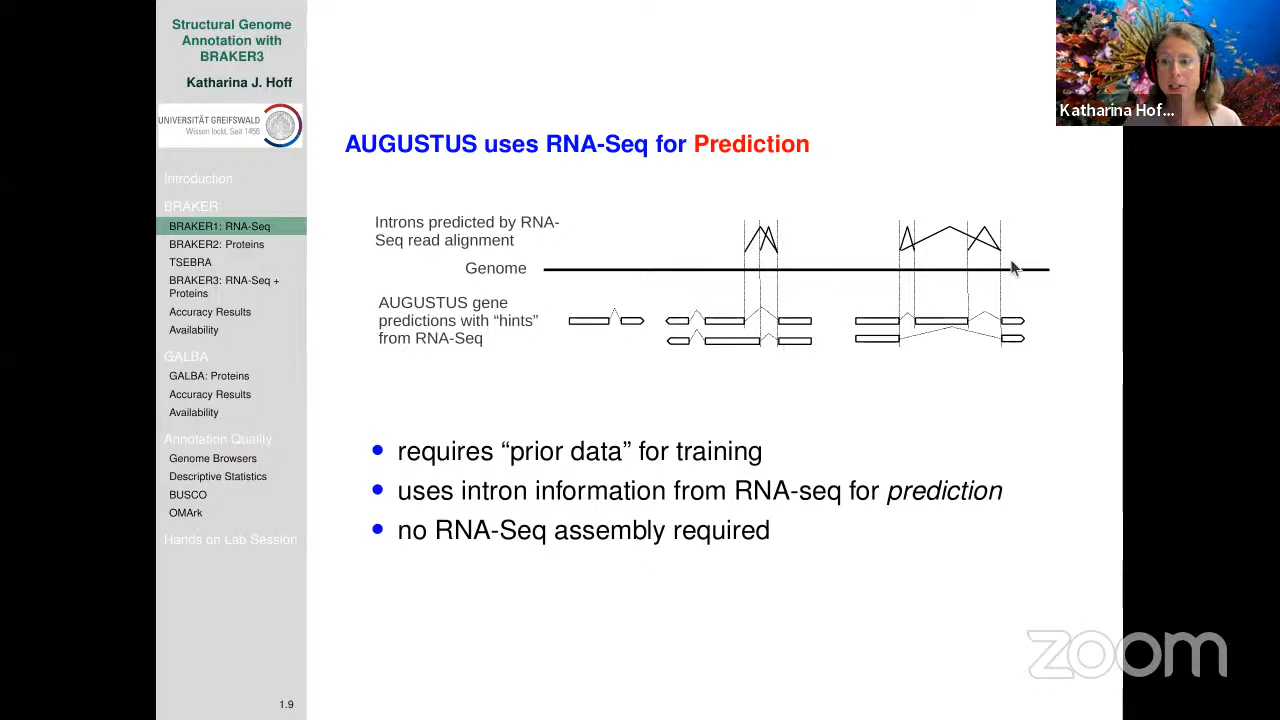 Structural Genome
Annotation with
BRAKER3
Katharina J. Hoff
UNIVERSITÄT GREIFSWALD
Wissen lockt. Seit 1456
Introduction
BRAKER
BRAKER1: RNA-Seq
BRAKER2: Proteins
TSEBRA
BRAKER3: RNA-Seq +
Proteins
Accuracy Results
Availability
GALBA
GALBA: Proteins
Accuracy Results
Availability
Annotation Quality
Genome Browsers
Descriptive Statistics
BUSCO
OMArk
Hands on Lab Session
1.9
AUGUSTUS uses RNA-Seq for Prediction
Introns predicted by RNA-
Seq read alignment
Genome
AUGUSTUS gene
predictions with “hints”
from RNA-Seq
• requires “prior data” for training
• uses intron information from RNA-seq for prediction
• no RNA-Seq assembly required
Katharina Hof...
zoom